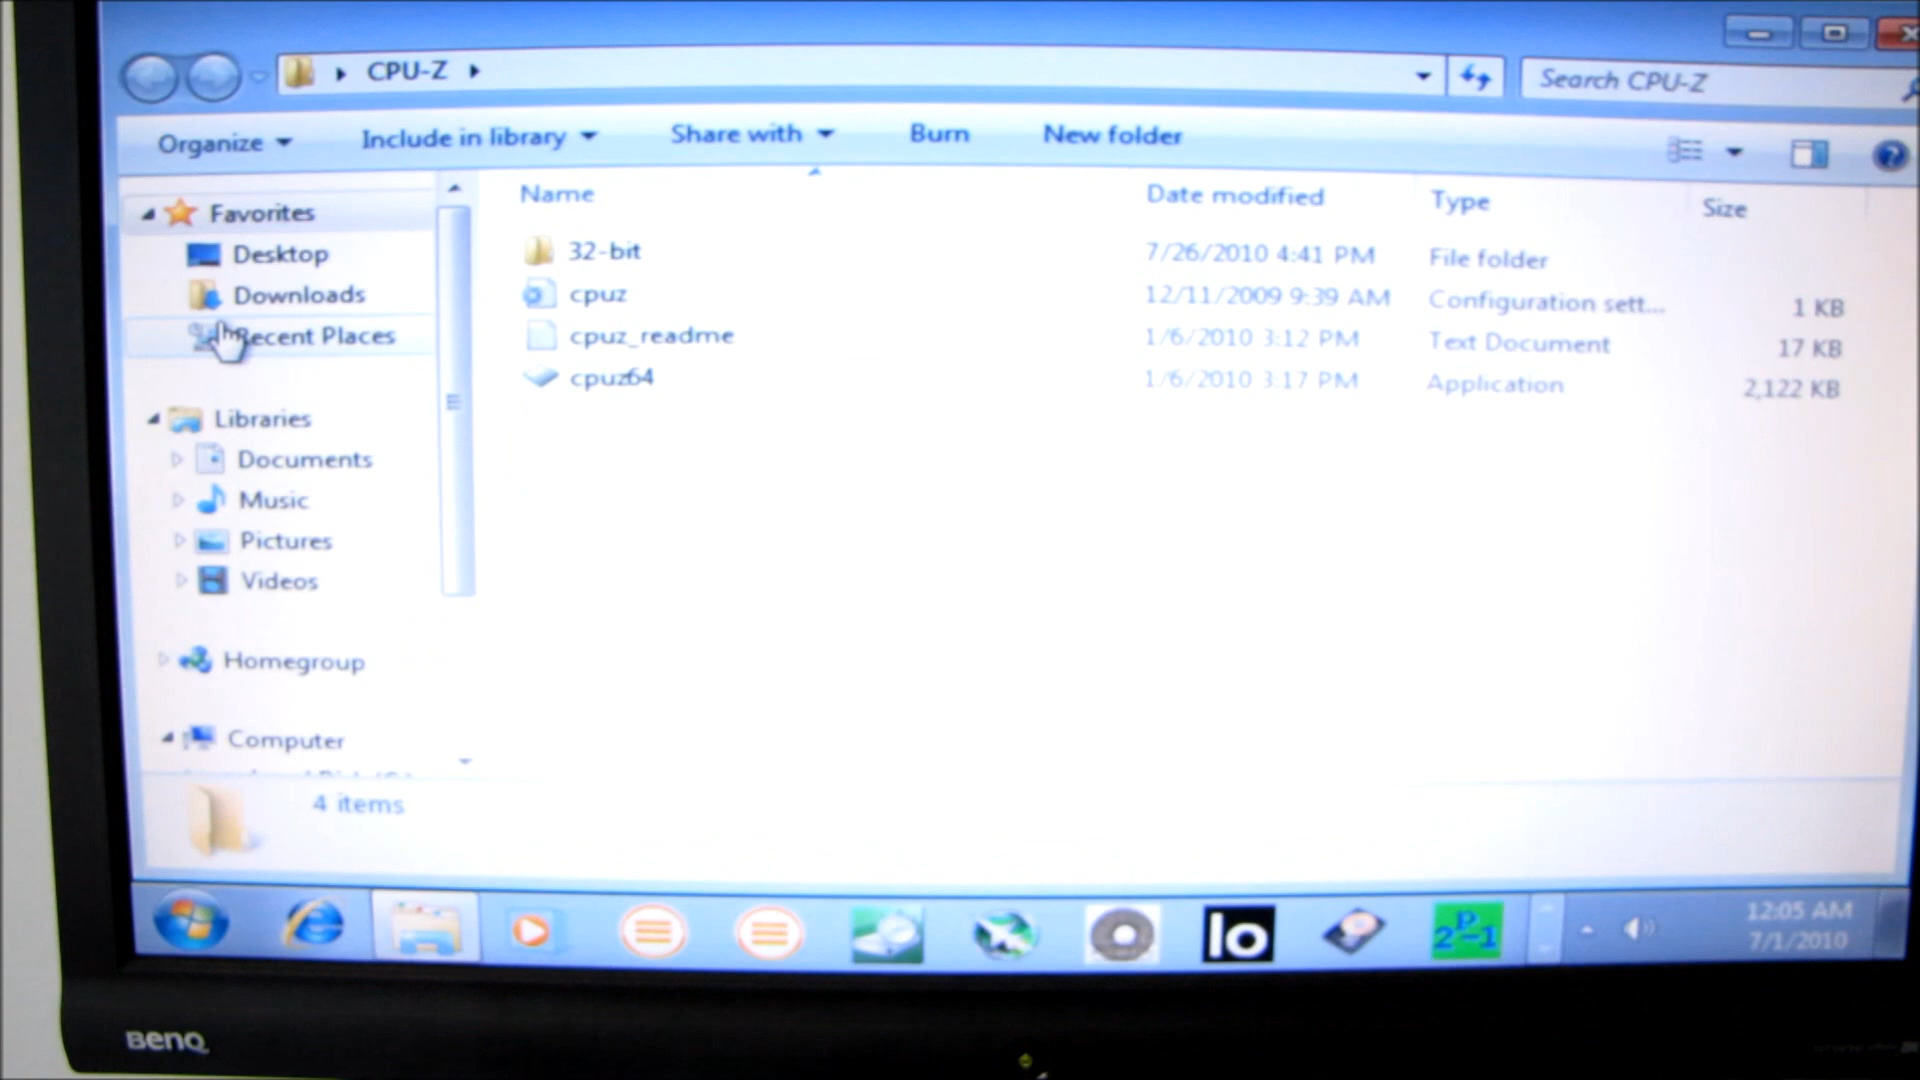 CPU-Z
Search CPU-Z
Organize Include in library Share with Burn New folder
Name Date modified Type Size
Favorites
Desktop
Downloads
Recent Places
Libraries
Documents
Music
Pictures
Videos
Homegroup
Computer
32-bit 7/26/2010 4:41 PM File folder
cpuz 12/11/2009 9:39 AM Configuration sett... 1 KB
cpuz_readme 1/6/2010 3:12 PM Text Document 17 KB
cpuz64 1/6/2010 3:17 PM Application 2,122 KB
4 items
lo
P
2 -1
12:05 AM
7/1/2010
BenQ